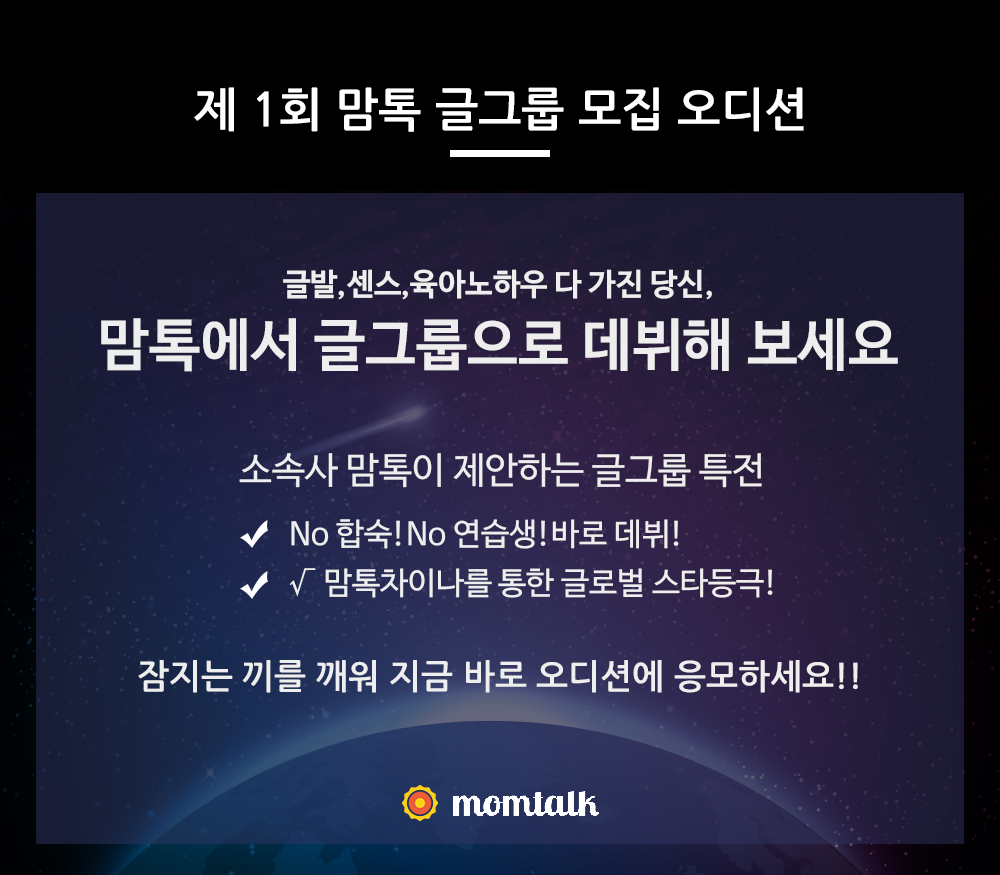 제 1회 맘톡 글그룹 모집 오디션
글발,센스,육아노하우 다 가진 당신,
맘톡에서 글그룹으로 데뷔해 보세요
소속사 맘톡이 제안하는 글그룹 특전
✔ No 합숙! No 연습생! 바로 데뷔!
✔ √ 맘톡차이나를 통한 글로벌 스타등극!
잠지는 끼를 깨워 지금 바로 오디션에 응모하세요!!
momtalk